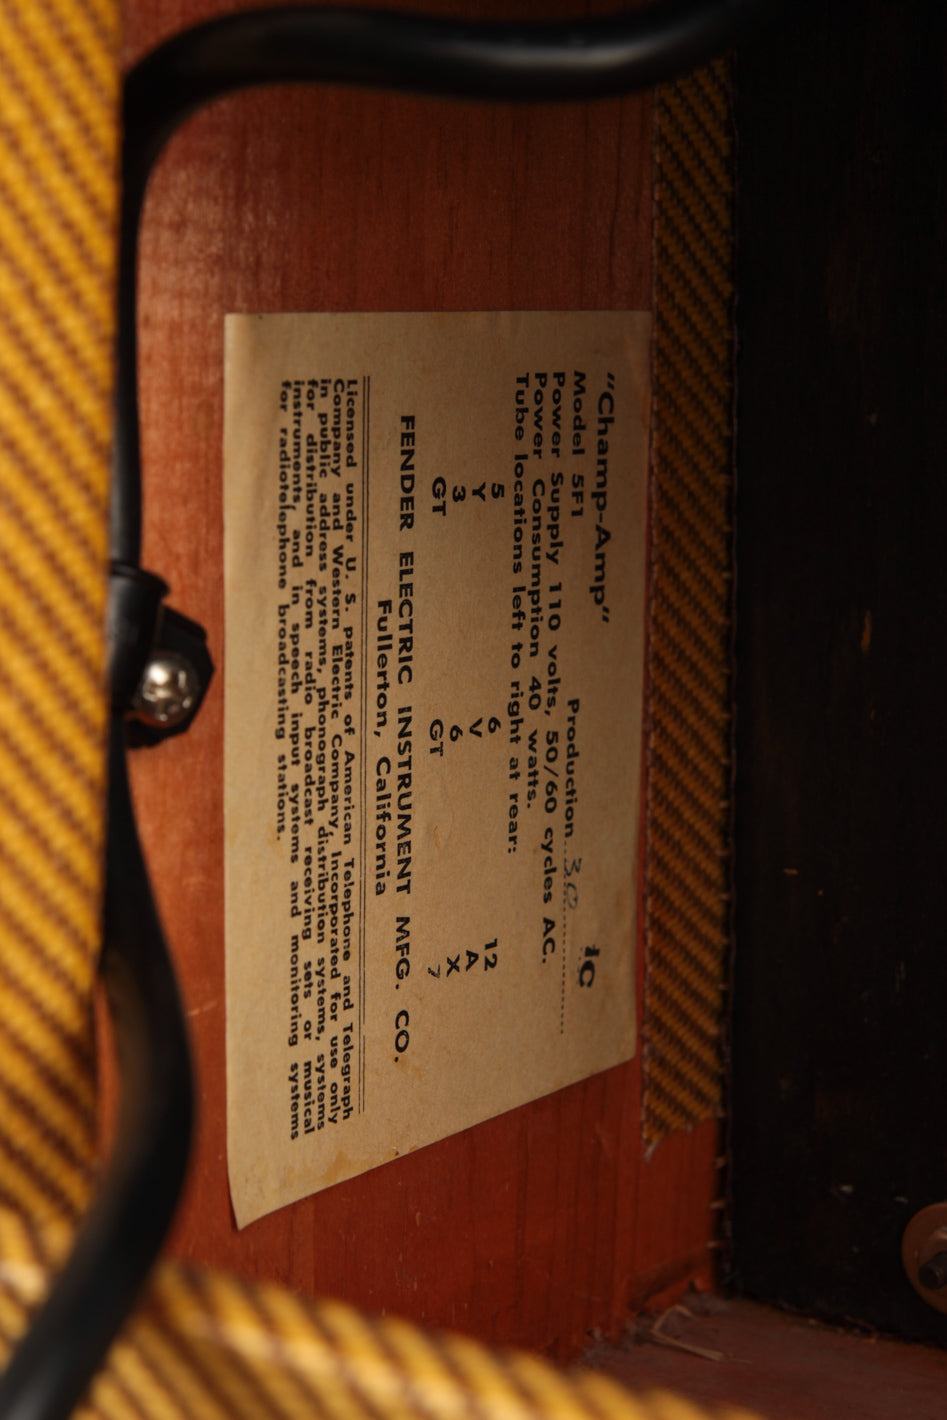 "Champ-Amp"
Model 5F1 Production
Power Supply 110 volts, 50/60 cycles AC.
Power Consumption 40 watts.
Tube locations left to right at rear:
5 6 12
Y V A
3 6 X
GT GT 7
FENDER ELECTRIC INSTRUMENT MFG. CO.
Fullerton, California
Licensed under U. S. patents of American Telephone and Telegraph
Company and Western Electric Company, Incorporated for use only
in public address systems, phonograph distribution systems, systems
for distribution from radio broadcast receiving sets or musical
instruments, and in speech input systems and monitoring systems
for radiotelephone broadcasting stations.